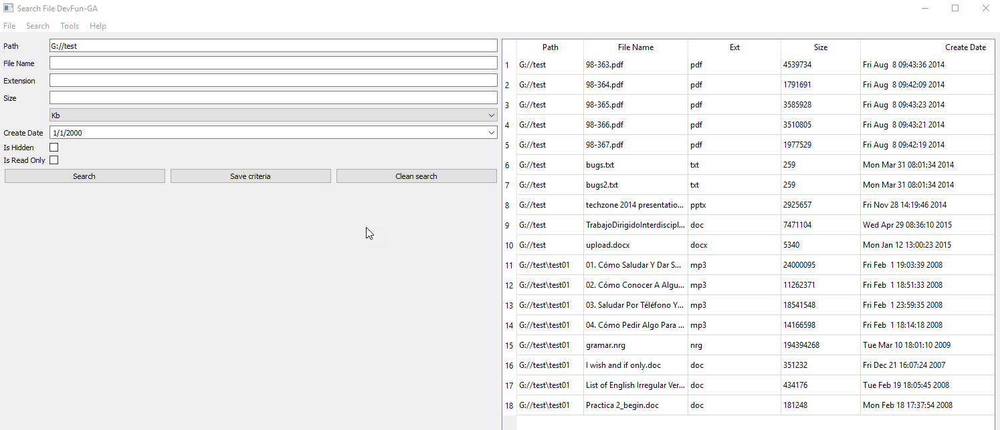 Search File DevFun-GA
File Search Tools Help
Path G://test
File Name
Extension
Size
Kb
Create Date 1/1/2000
Is Hidden
Is Read Only
Search Save criteria Clean search
Path File Name Ext Size Create Date
1 G://test 98-363.pdf pdf 4539734 Fri Aug 8 09:43:36 2014
2 G://test 98-364.pdf pdf 1791691 Fri Aug 8 09:42:09 2014
3 G://test 98-365.pdf pdf 3585928 Fri Aug 8 09:43:23 2014
4 G://test 98-366.pdf pdf 3510805 Fri Aug 8 09:43:21 2014
5 G://test 98-367.pdf pdf 1977529 Fri Aug 8 09:42:19 2014
6 G://test bugs.txt txt 259 Mon Mar 31 08:01:34 2014
7 G://test bugs2.txt txt 259 Mon Mar 31 08:01:34 2014
8 G://test techzone 2014 presentatio... pptx 2925657 Fri Nov 28 14:19:46 2014
9 G://test TrabajoDirigidoInterdiscipl... doc 7471104 Wed Apr 29 08:36:10 2015
10 G://test upload.docx docx 5340 Mon Jan 12 13:00:23 2015
11 G://test\test01 01. Cómo Saludar Y Dar S... mp3 24000095 Fri Feb 1 19:03:39 2008
12 G://test\test01 02. Cómo Conocer A Algu... mp3 11262371 Fri Feb 1 18:51:33 2008
13 G://test\test01 03. Saludar Por Téléfono Y... mp3 18541548 Fri Feb 1 23:59:35 2008
14 G://test\test01 04. Cómo Pedir Algo Para ... mp3 14166598 Fri Feb 1 18:14:18 2008
15 G://test\test01 gramar.nrg nrg 194394268 Tue Mar 10 18:01:10 2009
16 G://test\test01 I wish and if only.doc doc 351232 Fri Dec 21 16:07:24 2007
17 G://test\test01 List of English Irregular Ver... doc 434176 Tue Feb 19 18:05:45 2008
18 G://test\test01 Practica 2_begin.doc doc 181248 Mon Feb 18 17:37:54 2008